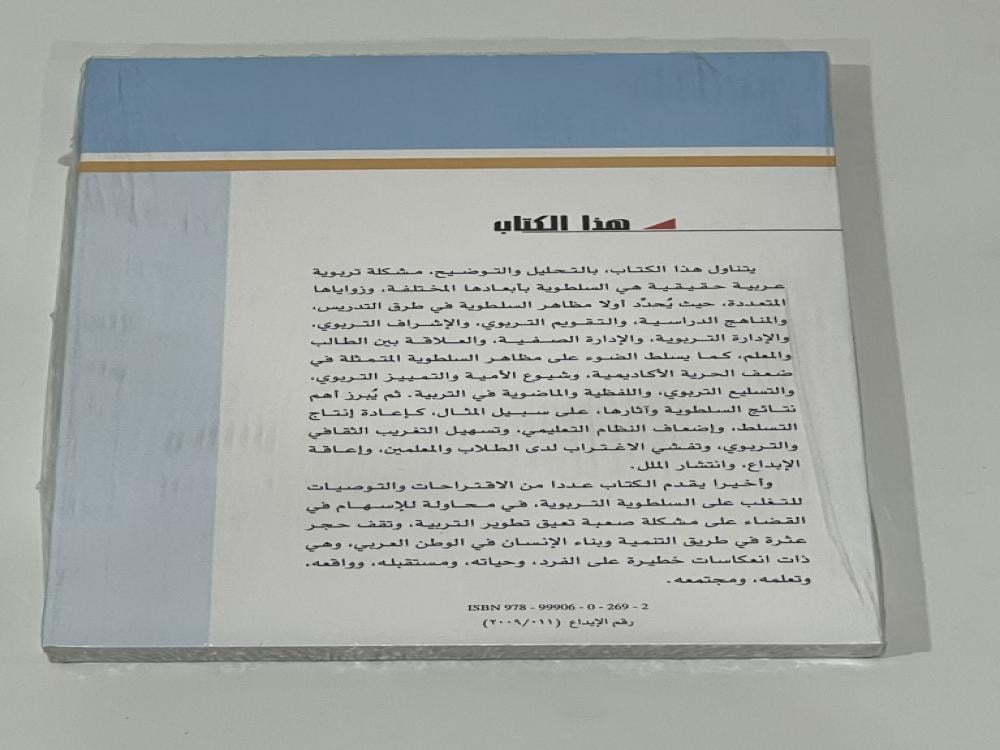 هذا الكتاب
يتناول هذا الكتاب، بالتحليل والتوضيح، مشكلة تربوية
عربية حقيقية هي السلطوية بأبعادها المختلفة، وزواياها
المتعددة، حيث يُحدّد أولا مظاهر السلطوية في طرق التدريس،
والمناهج الدراسية، والتقويم التربوي، والإشراف التربوي،
والإدارة التربوية، والإدارة الصفية، والعلاقة بين الطالب
والمعلم، كما يسلط الضوء على مظاهر السلطوية المتمثلة في
ضعف الحرية الأكاديمية، وشيوع الأمية والتمييز التربوي،
والتسليع التربوي، واللفظية والماضوية في التربية. ثم يُبرز أهم
نتائج السلطوية وآثارها، على سبيل المثال، كإعادة إنتاج
التسلط، وإضعاف النظام التعليمي، وتسهيل التغريب الثقافي
والتربوي، وتفشي الاغتراب لدى الطلاب والمعلمين، وإعاقة
الإبداع، وانتشار الملل.
وأخيرا يقدم الكتاب عددا من الاقتراحات والتوصيات
للتغلب على السلطوية التربوية، في محاولة للإسهام في
القضاء على مشكلة صعبة تعيق تطوير التربية، وتقف حجر
عثرة في طريق التنمية وبناء الإنسان في الوطن العربي، وهي
ذات انعكاسات خطيرة على الفرد، وحياته، ومستقبله، وواقعه،
وتعلمه، ومجتمعه.
ISBN 978 - 99906 - 0 - 269 - 2
رقم الإيداع (٢٠٠٩/٠١١)